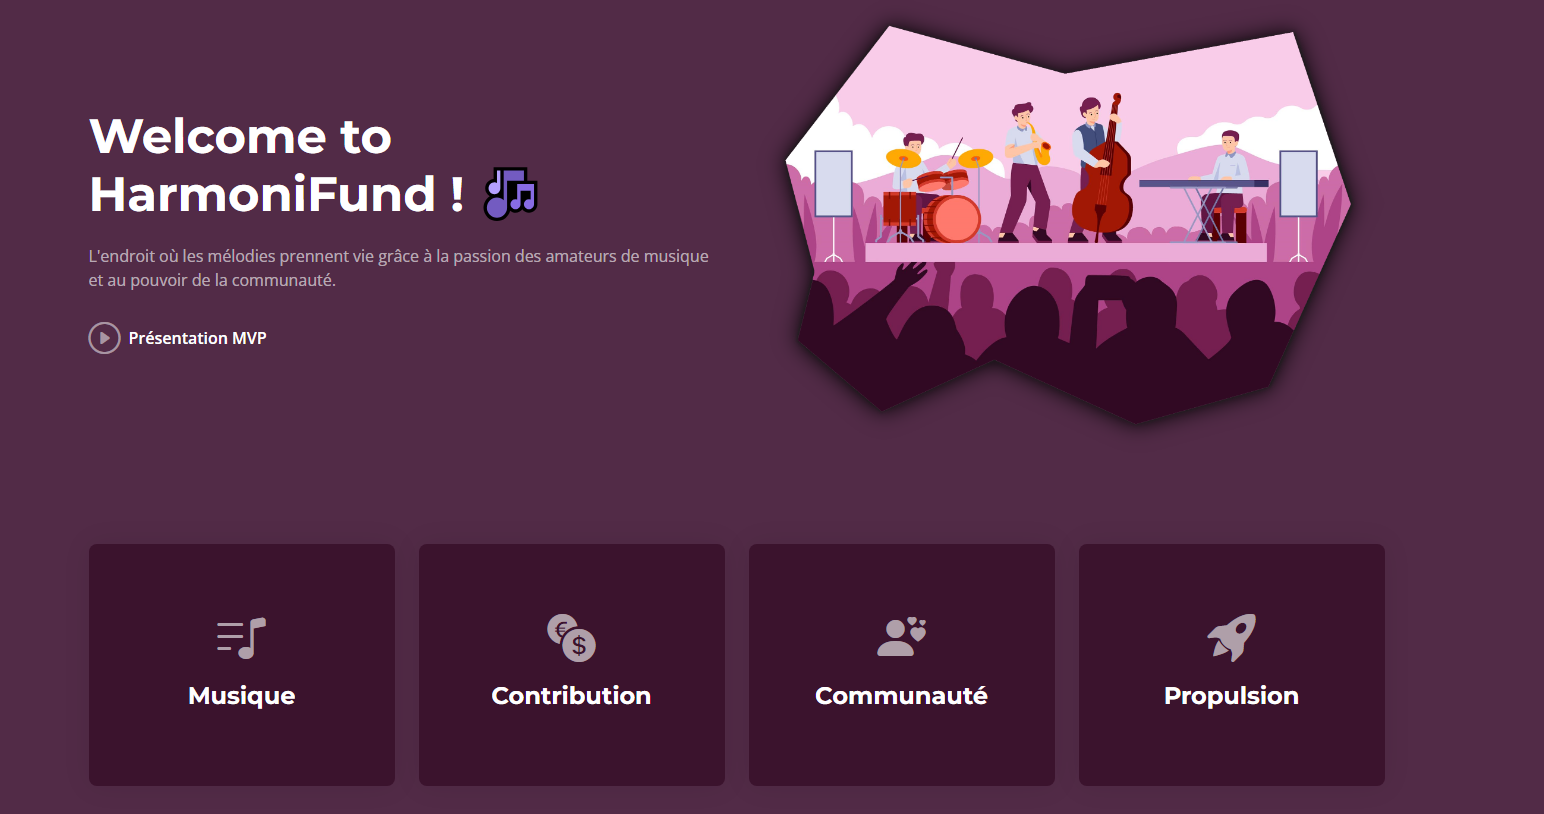 Welcome to
HarmoniFund !
L'endroit où les mélodies prennent vie grâce à la passion des amateurs de musique
et au pouvoir de la communauté.
Présentation MVP
€
$
Musique
Contribution
Communauté
Propulsion